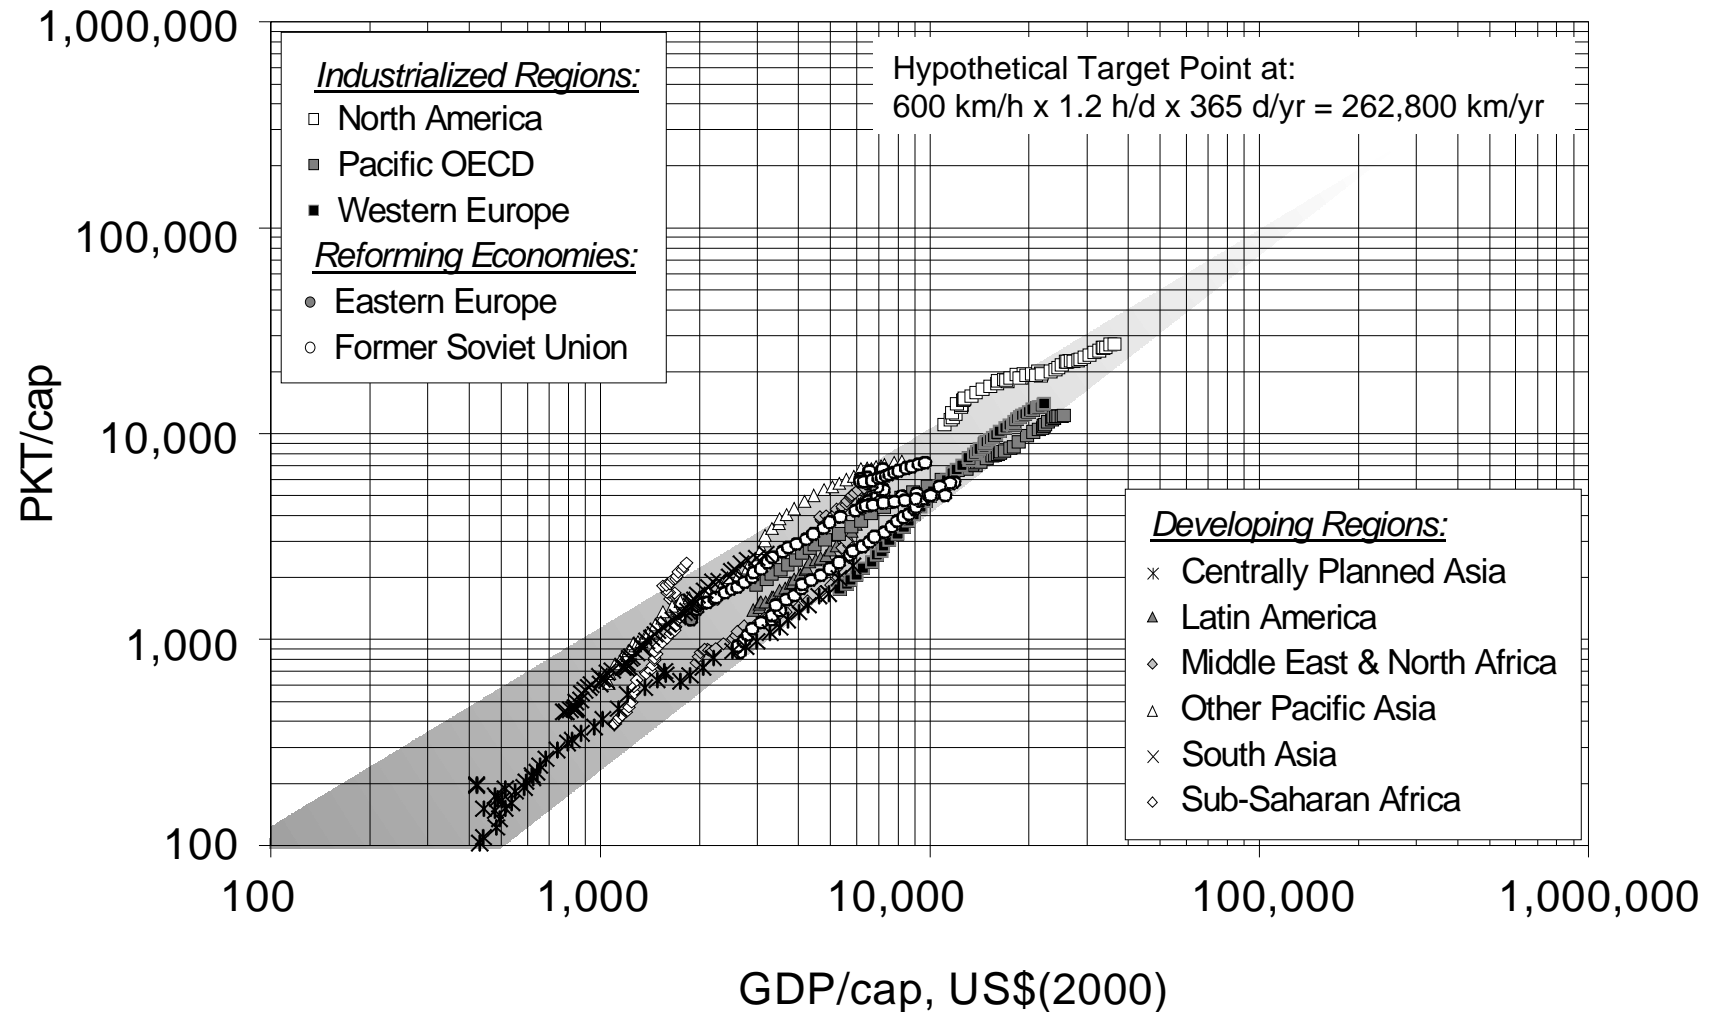 1,000,000
100,000
10,000
1,000
100
PKT/cap
Industrialized Regions:
North America
Pacific OECD
Western Europe
Reforming Economies:
Eastern Europe
Former Soviet Union
Hypothetical Target Point at:
600 km/h x 1.2 h/d x 365 d/yr = 262,800 km/yr
Developing Regions:
Centrally Planned Asia
Latin America
Middle East & North Africa
Other Pacific Asia
South Asia
Sub-Saharan Africa
100 1,000 10,000 100,000 1,000,000
GDP/cap, US$(2000)